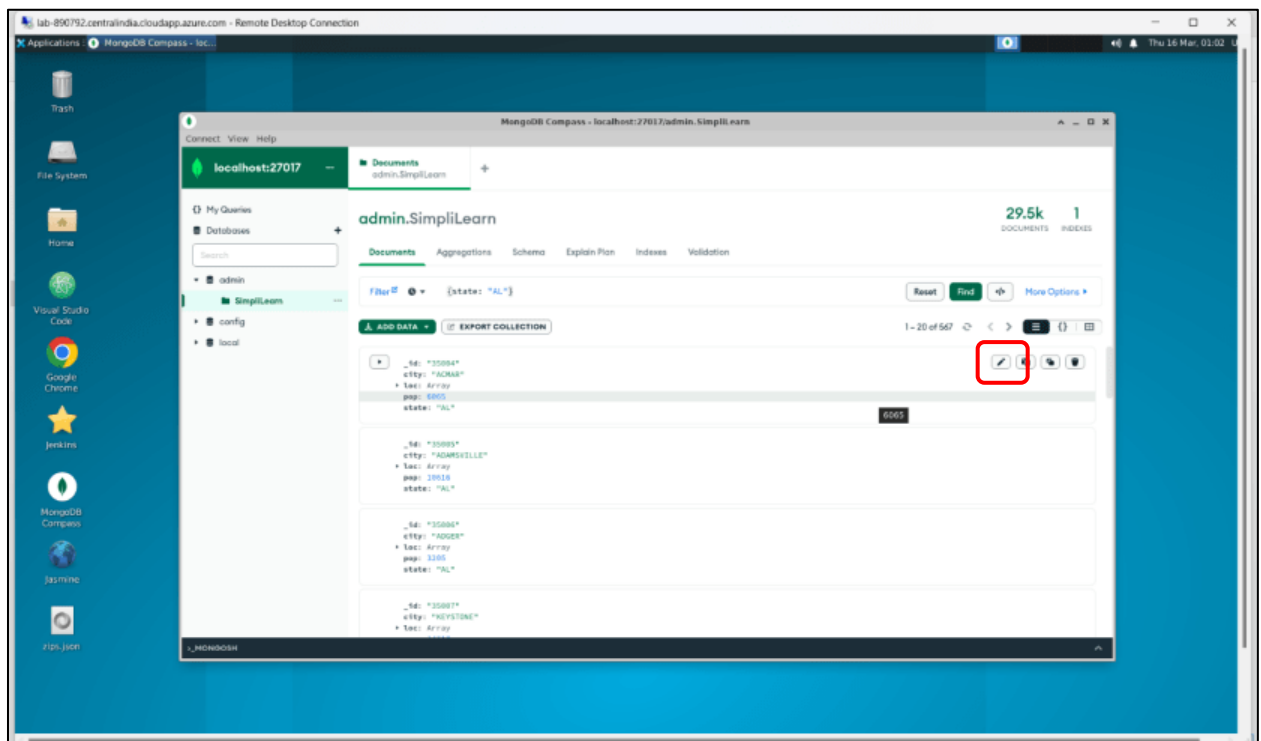 lab-890792.centralindia.cloudapp.azure.com - Remote Desktop Connection
Applications : MongoDB Compass - loc...
Thu 16 Mar, 01:02 U
Trash
File System
Home
Visual Studio
Code
Google
Chrome
Jenkins
MongoDB
Compass
Jasmine
zips.json
MongoDB Compass - localhost:27017/admin.SimpliLearn
Connect View Help
localhost:27017 ...
Documents
admin.SimpliLearn
+
My Queries
Databases +
Search
admin
SimpliLearn ...
config
local
admin.SimpliLearn
29.5k 1
DOCUMENTS INDEXES
Documents Aggregations Schema Explain Plan Indexes Validation
Filter {state: "AL"} Reset Find </> More Options
ADD DATA EXPORT COLLECTION 1 – 20 of 567 < > {}
_id: "35004"
city: "ACMAR"
loc: Array
pop: 6065
state: "AL"
6065
_id: "35005"
city: "ADAMSVILLE"
loc: Array
pop: 10616
state: "AL"
_id: "35006"
city: "ADGER"
loc: Array
pop: 3205
state: "AL"
_id: "35007"
city: "KEYSTONE"
loc: Array
>_MONGOSH